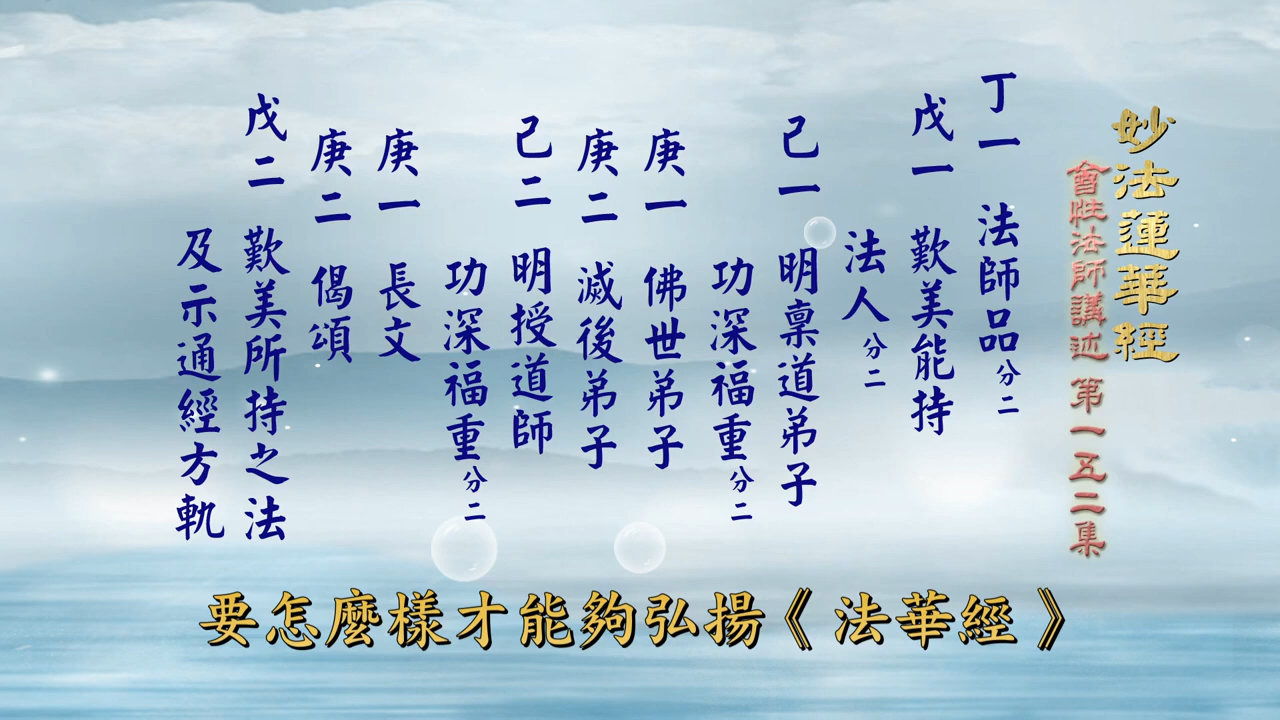 妙法蓮華經
會性法師講述 第一五二集
丁一 法師品分二
戊一 歎美能持
法人分二
己一 明稟道弟子
功深福重分二
庚一 佛世弟子
庚二 滅後弟子
己二 明授道師
功深福重分二
庚一 長文
庚二 偈頌
戊二 歎美所持之法
及示通經方軌
要怎麼樣才能夠弘揚《法華經》